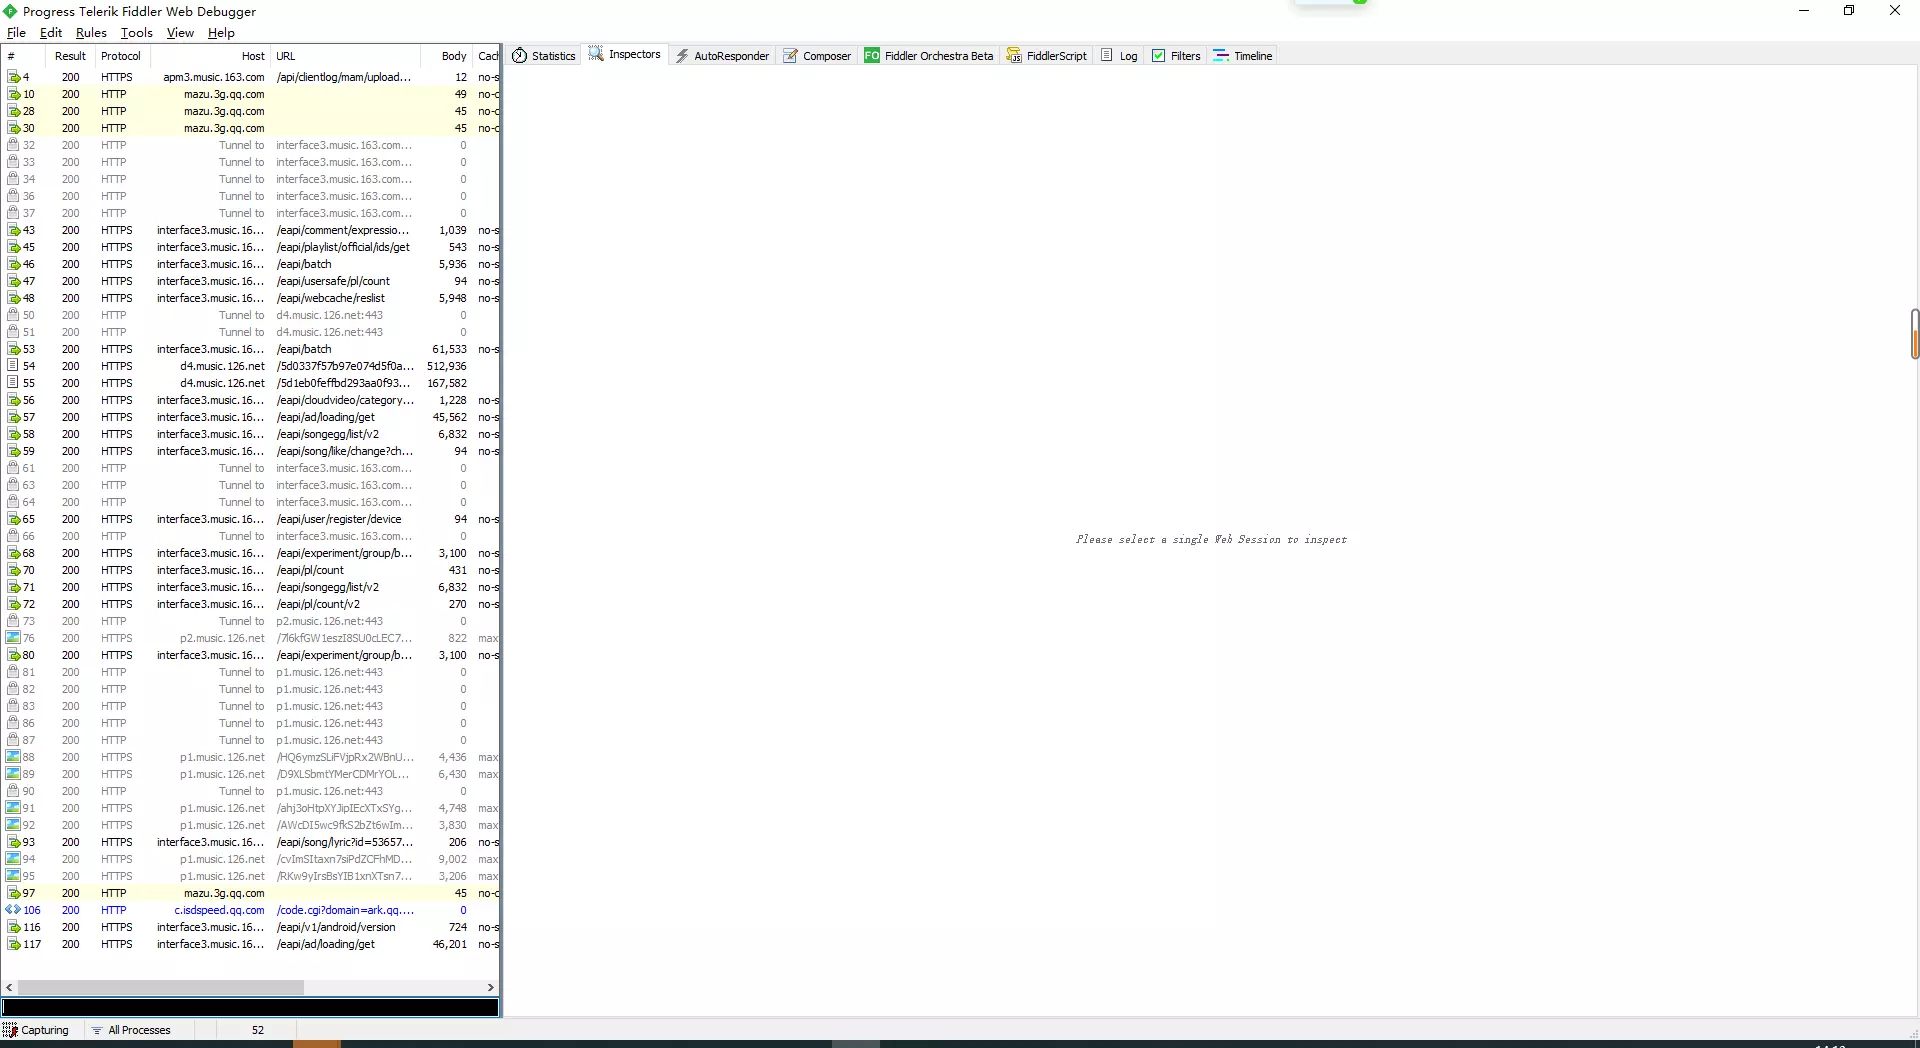 Progress Telerik Fiddler Web Debugger
File Edit Rules Tools View Help
# Result Protocol Host URL Body Cach
Statistics Inspectors AutoResponder Composer FO Fiddler Orchestra Beta FiddlerScript Log Filters Timeline
4 200 HTTPS apm3.music.163.com /api/clientlog/mam/upload... 12 no-s
10 200 HTTP mazu.3g.qq.com 49 no-c
28 200 HTTP mazu.3g.qq.com 45 no-c
30 200 HTTP mazu.3g.qq.com 45 no-c
32 200 HTTP Tunnel to interface3.music.163.com... 0
33 200 HTTP Tunnel to interface3.music.163.com... 0
34 200 HTTP Tunnel to interface3.music.163.com... 0
36 200 HTTP Tunnel to interface3.music.163.com... 0
37 200 HTTP Tunnel to interface3.music.163.com... 0
43 200 HTTPS interface3.music.16... /eapi/comment/expressio... 1,039 no-s
45 200 HTTPS interface3.music.16... /eapi/playlist/official/ids/get 543 no-s
46 200 HTTPS interface3.music.16... /eapi/batch 5,936 no-s
47 200 HTTPS interface3.music.16... /eapi/usersafe/pl/count 94 no-s
48 200 HTTPS interface3.music.16... /eapi/webcache/reslist 5,948 no-s
50 200 HTTP Tunnel to d4.music.126.net:443 0
51 200 HTTP Tunnel to d4.music.126.net:443 0
53 200 HTTPS interface3.music.16... /eapi/batch 61,533 no-s
54 200 HTTPS d4.music.126.net /5d0337f57b97e074d5f0a... 512,936
55 200 HTTPS d4.music.126.net /5d1eb0feffbd293aa0f93... 167,582
56 200 HTTPS interface3.music.16... /eapi/cloudvideo/category... 1,228 no-s
57 200 HTTPS interface3.music.16... /eapi/ad/loading/get 45,562 no-s
58 200 HTTPS interface3.music.16... /eapi/songegg/list/v2 6,832 no-s
59 200 HTTPS interface3.music.16... /eapi/song/like/change?ch... 94 no-s
61 200 HTTP Tunnel to interface3.music.163.com... 0
63 200 HTTP Tunnel to interface3.music.163.com... 0
64 200 HTTP Tunnel to interface3.music.163.com... 0
65 200 HTTPS interface3.music.16... /eapi/user/register/device 94 no-s
66 200 HTTP Tunnel to interface3.music.163.com... 0
Please select a single Web Session to inspect
68 200 HTTPS interface3.music.16... /eapi/experiment/group/b... 3,100 no-s
70 200 HTTPS interface3.music.16... /eapi/pl/count 431 no-s
71 200 HTTPS interface3.music.16... /eapi/songegg/list/v2 6,832 no-s
72 200 HTTPS interface3.music.16... /eapi/pl/count/v2 270 no-s
73 200 HTTP Tunnel to p2.music.126.net:443 0
76 200 HTTPS p2.music.126.net /7l6kfGW1eszI8SU0cLEC7... 822 max
80 200 HTTPS interface3.music.16... /eapi/experiment/group/b... 3,100 no-s
81 200 HTTP Tunnel to p1.music.126.net:443 0
82 200 HTTP Tunnel to p1.music.126.net:443 0
83 200 HTTP Tunnel to p1.music.126.net:443 0
86 200 HTTP Tunnel to p1.music.126.net:443 0
87 200 HTTP Tunnel to p1.music.126.net:443 0
88 200 HTTPS p1.music.126.net /HQ6ymzSLiFVjpRx2WBnU... 4,436 max
89 200 HTTPS p1.music.126.net /D9XLSbmtYMerCDMrYOL... 6,430 max
90 200 HTTP Tunnel to p1.music.126.net:443 0
91 200 HTTPS p1.music.126.net /ahj3oHtpXYJipIEcXTxSYg... 4,748 max
92 200 HTTPS p1.music.126.net /AWcDI5wc9fkS2bZt6wIm... 3,830 max
93 200 HTTPS interface3.music.16... /eapi/song/lyric?id=53657... 206 no-s
94 200 HTTPS p1.music.126.net /cvImSItaxn7siPdZCFhMD... 9,002 max
95 200 HTTPS p1.music.126.net /RKw9yIrsBsYIB1xnXTsn7... 3,206 max
97 200 HTTP mazu.3g.qq.com 45 no-c
106 200 HTTP c.isdspeed.qq.com /code.cgi?domain=ark.qq.... 0
116 200 HTTPS interface3.music.16... /eapi/v1/android/version 724 no-s
117 200 HTTPS interface3.music.16... /eapi/ad/loading/get 46,201 no-s
Capturing All Processes 52